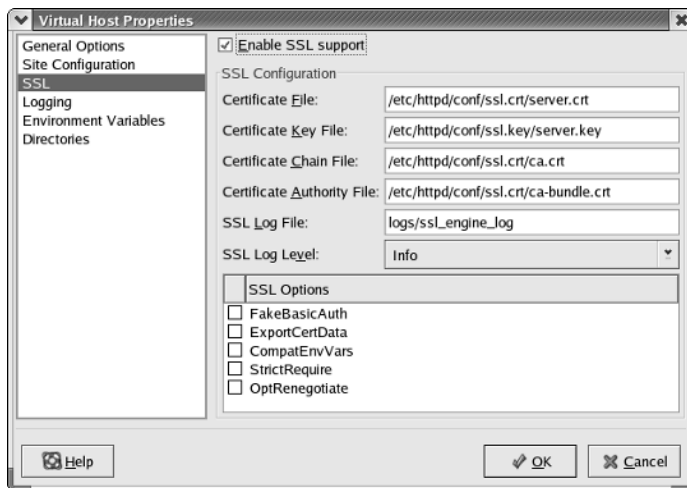 Virtual Host Properties
General Options
Site Configuration
SSL
Logging
Environment Variables
Directories
Enable SSL support
SSL Configuration
Certificate File: /etc/httpd/conf/ssl.crt/server.crt
Certificate Key File: /etc/httpd/conf/ssl.key/server.key
Certificate Chain File: /etc/httpd/conf/ssl.crt/ca.crt
Certificate Authority File: /etc/httpd/conf/ssl.crt/ca-bundle.crt
SSL Log File: logs/ssl_engine_log
SSL Log Level: Info
SSL Options
FakeBasicAuth
ExportCertData
CompatEnvVars
StrictRequire
OptRenegotiate
Help
OK
Cancel